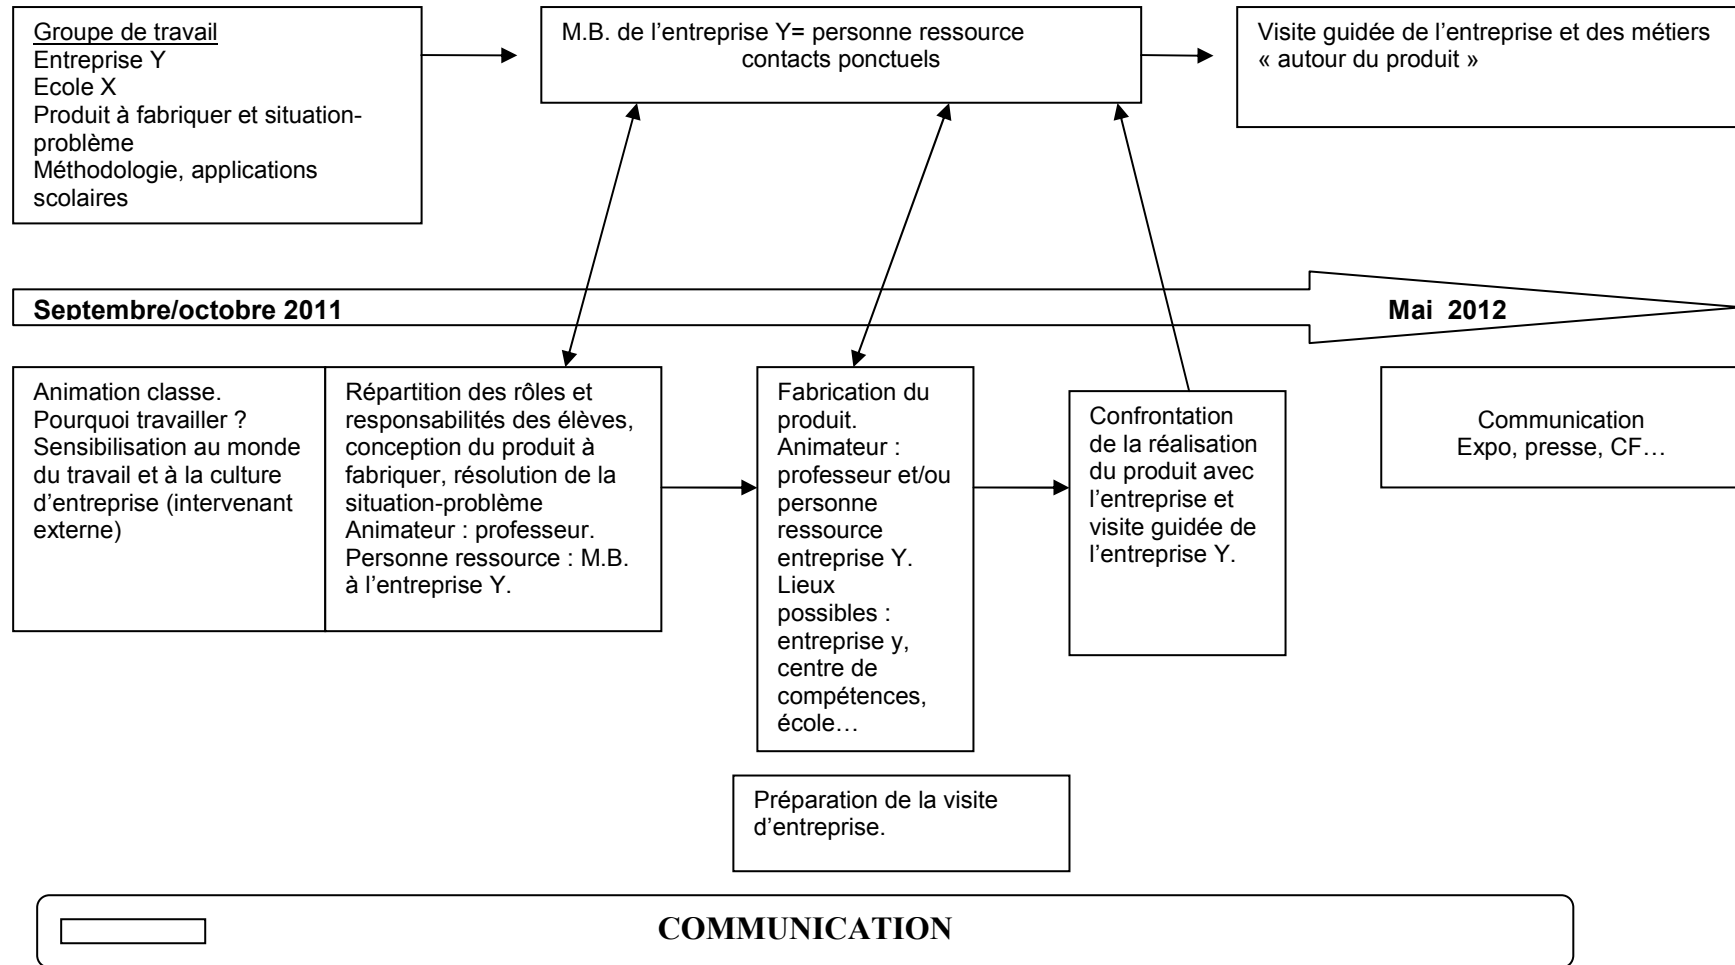 Groupe de travail
Entreprise Y
Ecole X
Produit à fabriquer et situation-
problème
Méthodologie, applications
scolaires
M.B. de l’entreprise Y= personne ressource
contacts ponctuels
Visite guidée de l’entreprise et des métiers
« autour du produit »
Septembre/octobre 2011
Mai 2012
Animation classe.
Pourquoi travailler ?
Sensibilisation au monde
du travail et à la culture
d’entreprise (intervenant
externe)
Répartition des rôles et
responsabilités des élèves,
conception du produit à
fabriquer, résolution de la
situation-problème
Animateur : professeur.
Personne ressource : M.B.
à l’entreprise Y.
Fabrication du
produit.
Animateur :
professeur et/ou
personne
ressource
entreprise Y.
Lieux
possibles :
entreprise y,
centre de
compétences,
école…
Confrontation
de la réalisation
du produit avec
l’entreprise et
visite guidée de
l’entreprise Y.
Communication
Expo, presse, CF…
Préparation de la visite
d’entreprise.
COMMUNICATION